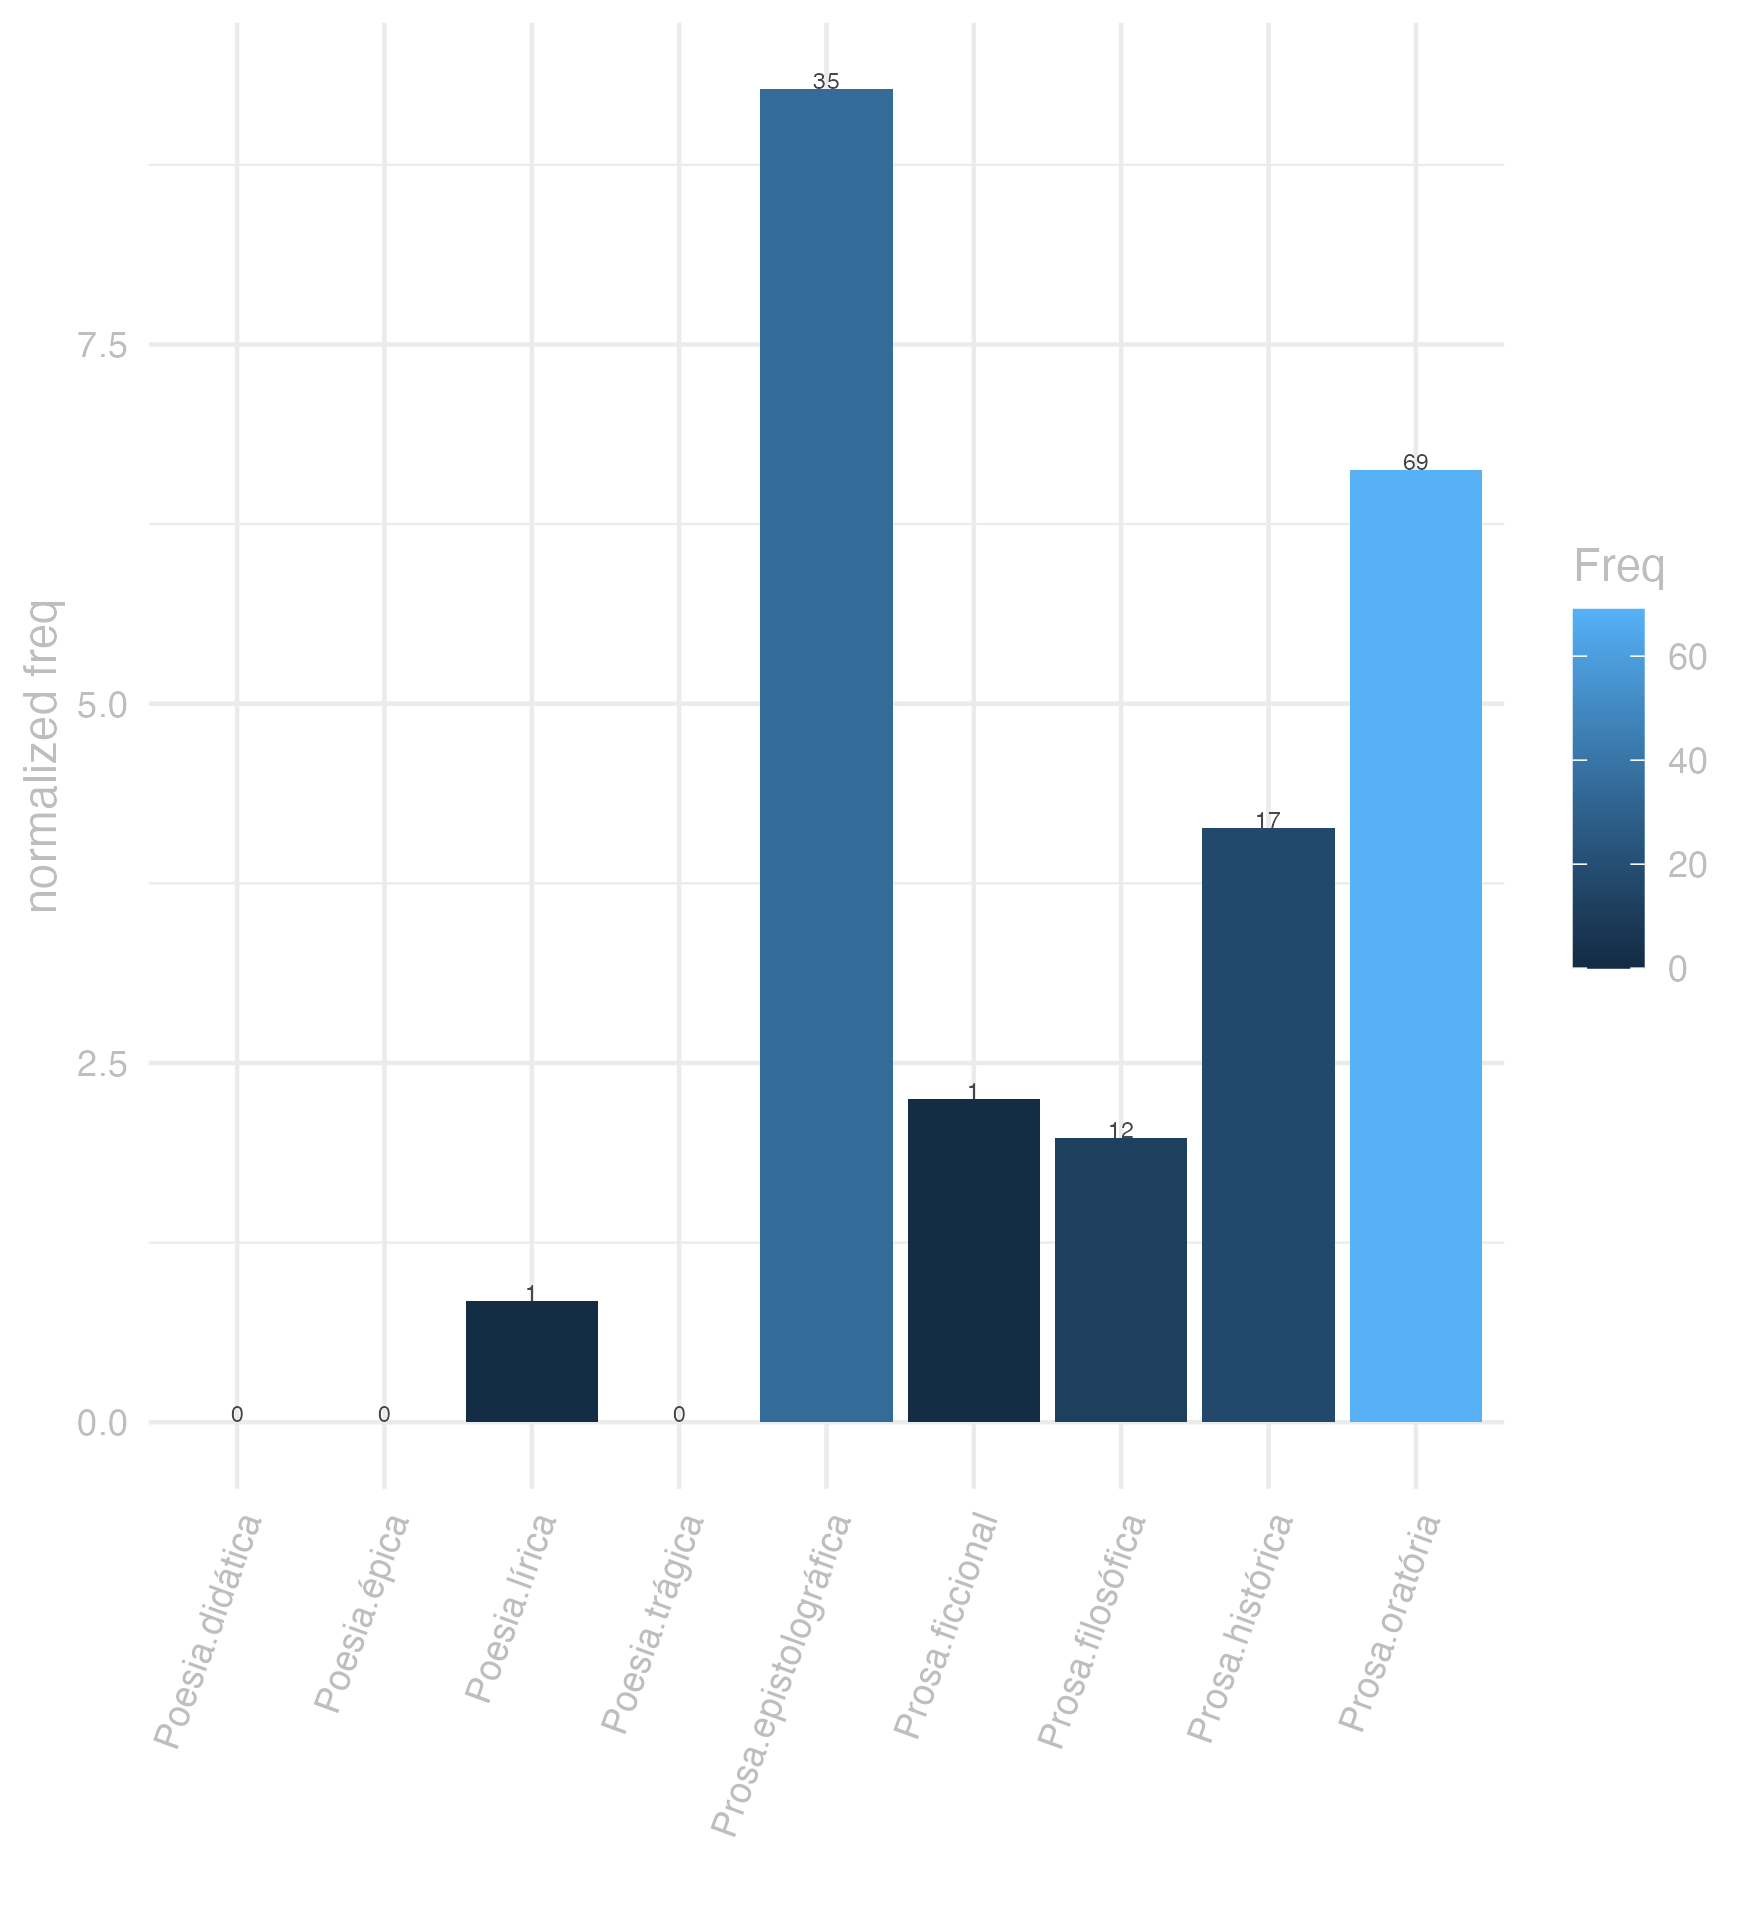 35
7.5
69
Freq
60
normalized freq
5.0
40
17
20
0
2.5
1
12
1
0
0
0
0.0
Poesia.didática
Poesia.épica
Poesia.lírica
Poesia.trágica
Prosa.epistolográfica
Prosa.ficcional
Prosa.filosófica
Prosa.histórica
Prosa.oratória